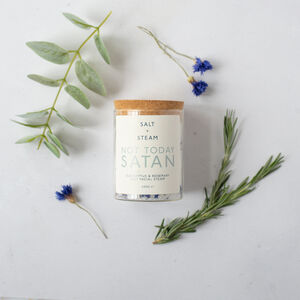 SALT
+
STEAM
NOT TODAY
SATAN
EUCALYPTUS & ROSEMARY
SALT FACIAL STEAM